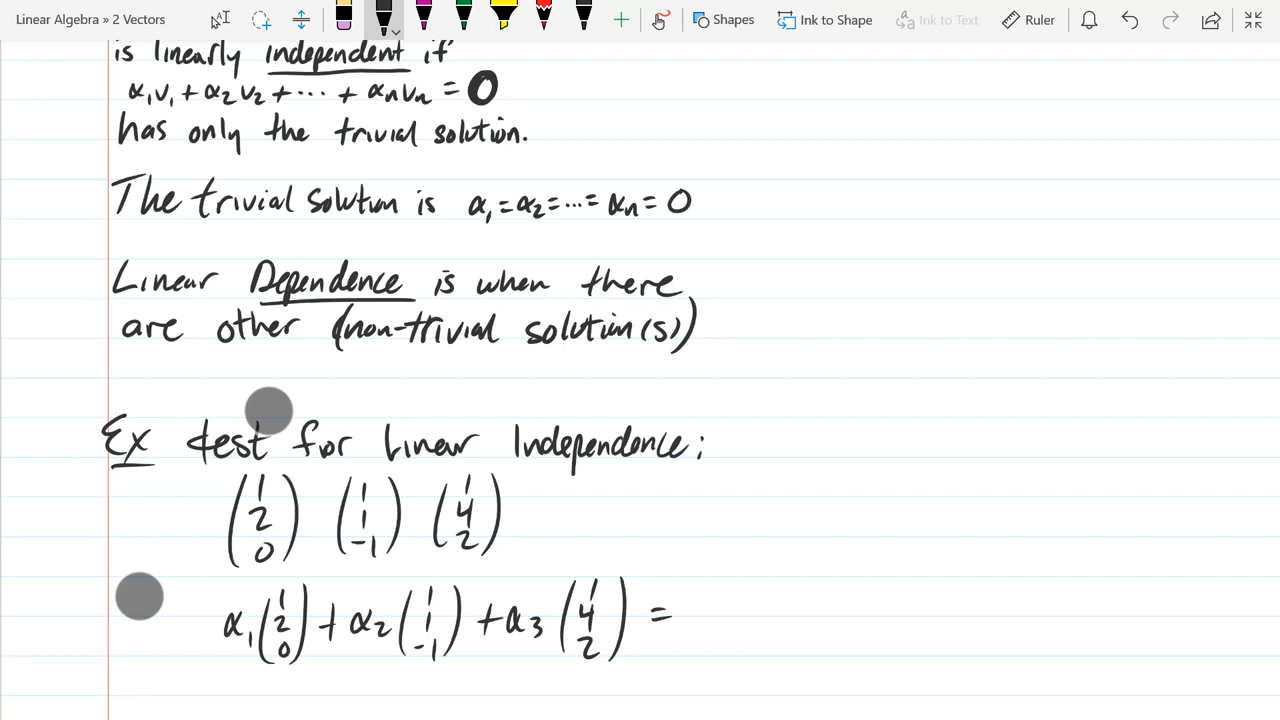 Linear Algebra » 2 Vectors
Shapes
Ink to Shape
Ink to Text
Ruler
is linearly independent if
α₁v₁ + α₂v₂ + ⋯ + αₙvₙ = 0
has only the trivial solution.
The trivial solution is α₁ = α₂ = ⋯ = αₙ = 0
Linear Dependence is when there
are other (non-trivial solution(s))
Ex test for Linear Independence:
(1 2 0) (1 1 -1) (1 4 2)
α₁(1 2 0) + α₂(1 1 -1) + α₃(1 4 2) =